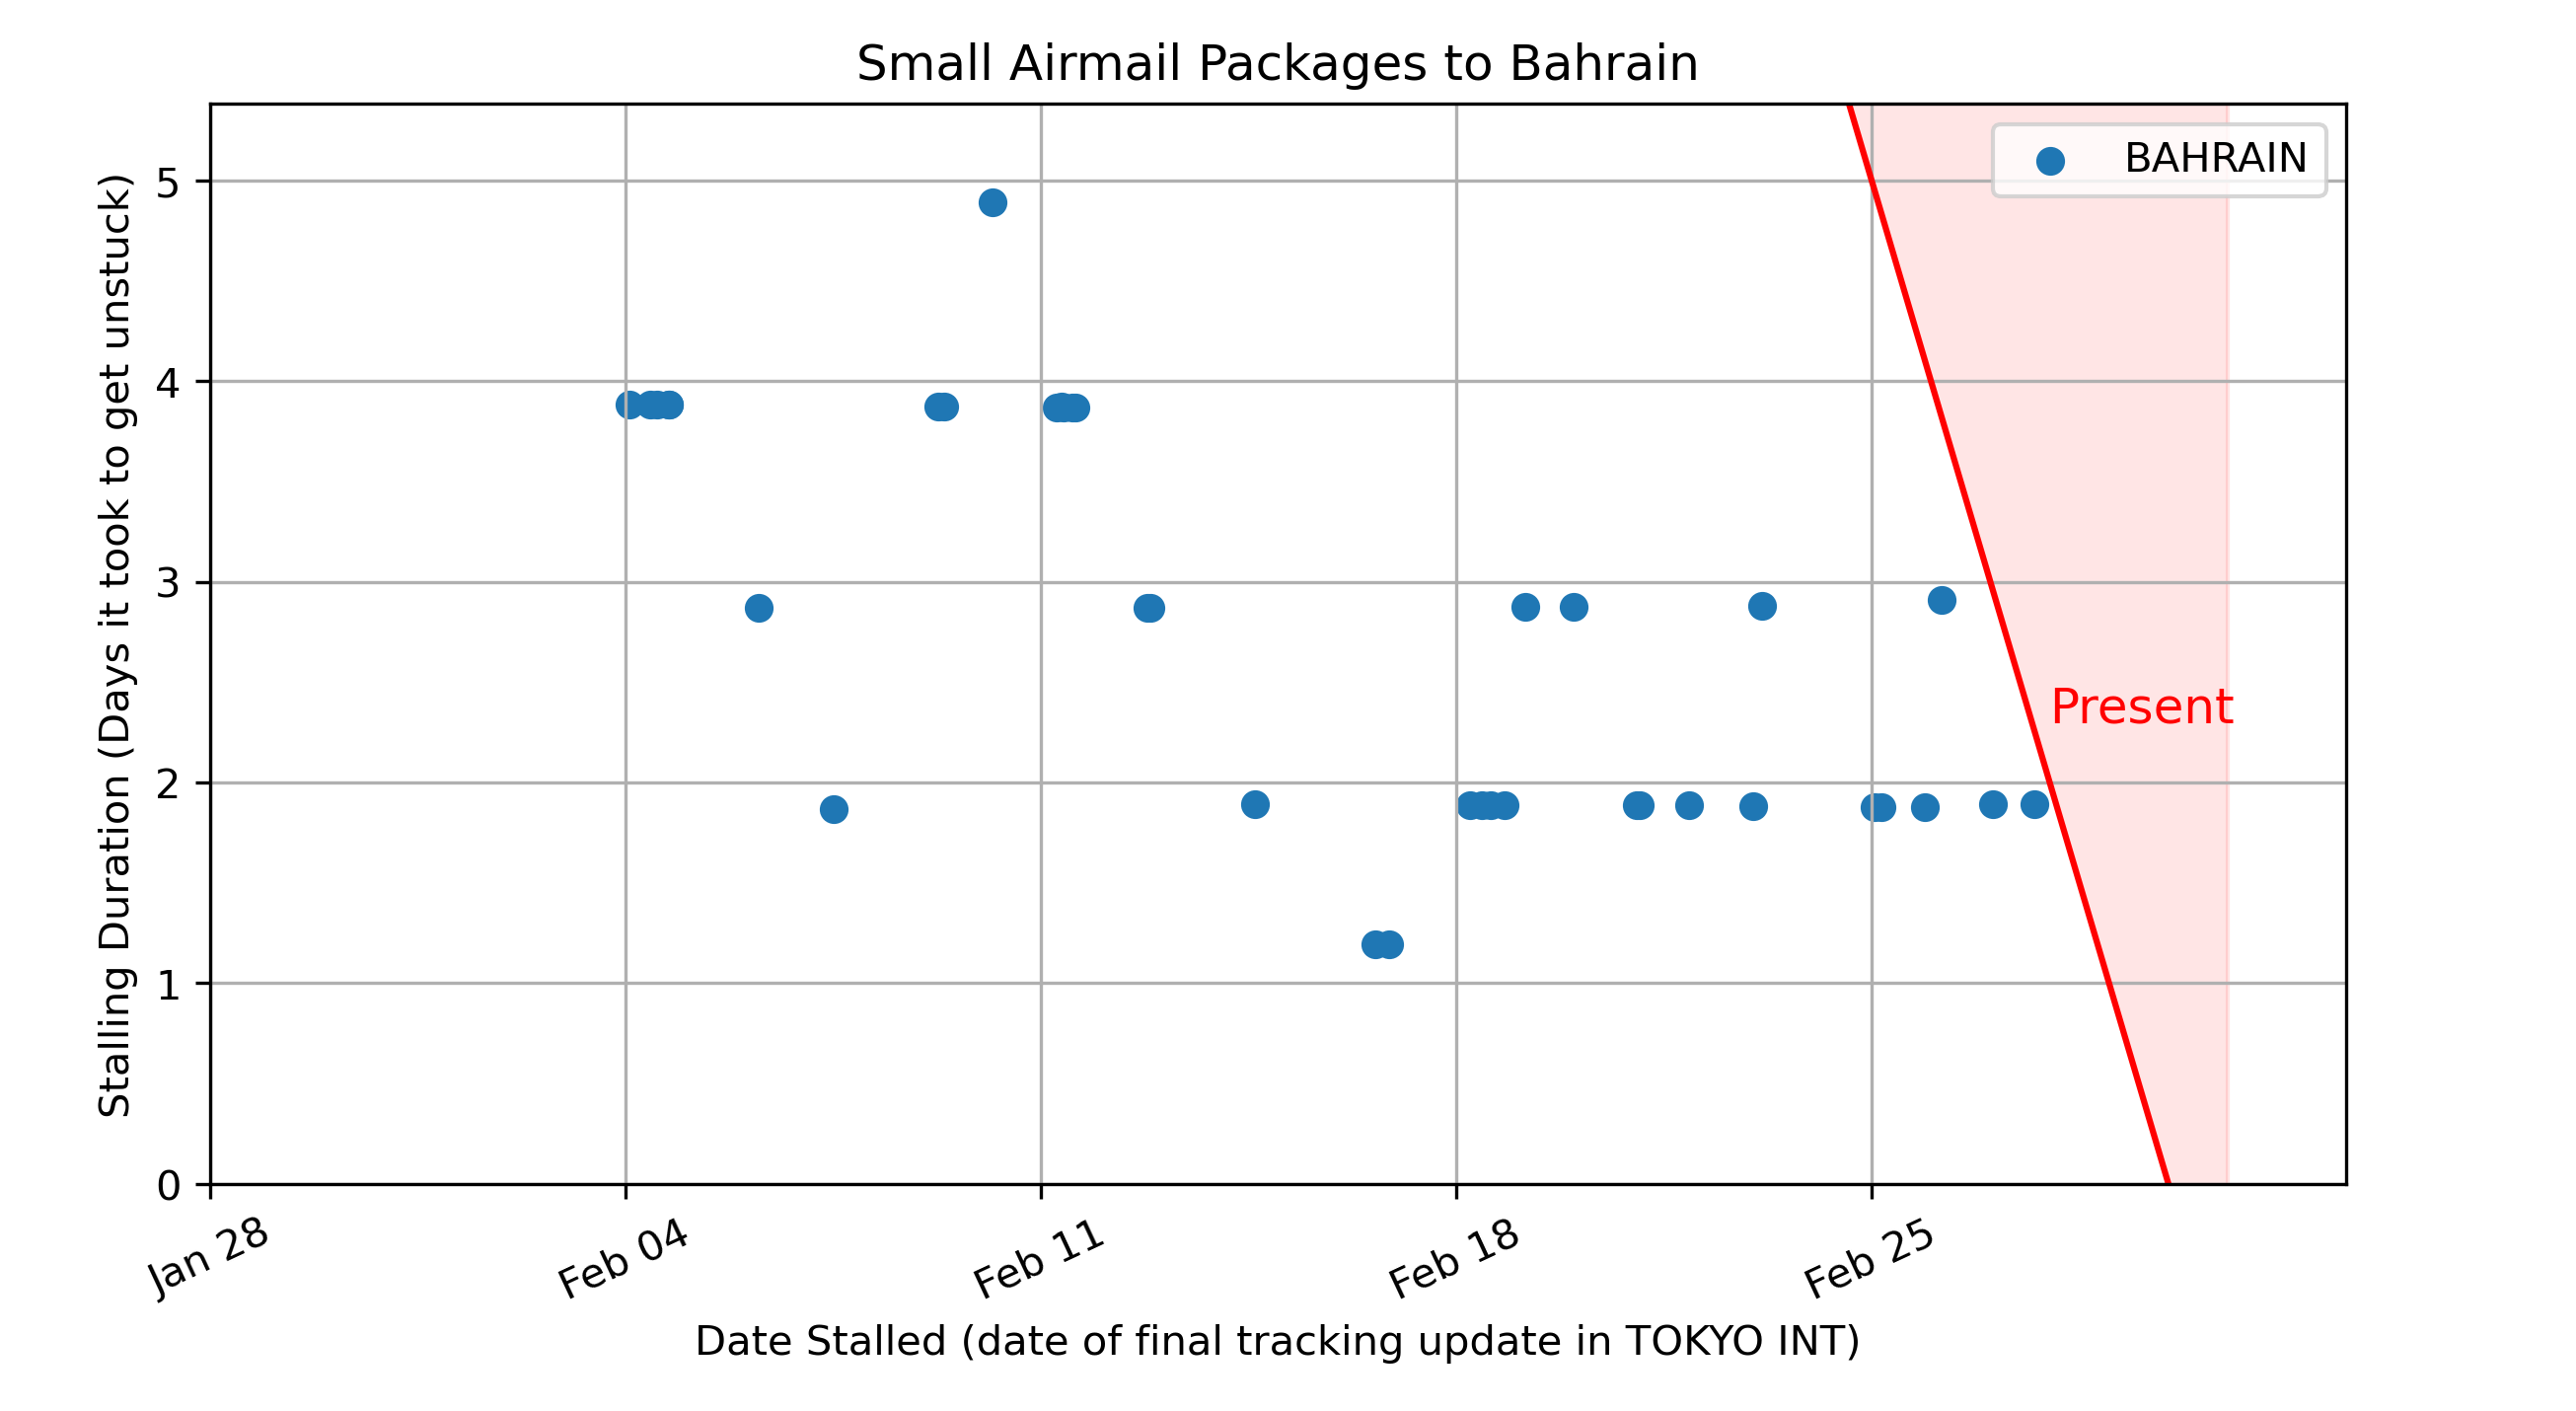 Small Airmail Packages to Bahrain
BAHRAIN
Stalling Duration (Days it took to get unstuck)
5
4
3
2
1
0
Present
Jan 28
Feb 04
Feb 11
Feb 18
Feb 25
Date Stalled (date of final tracking update in TOKYO INT)